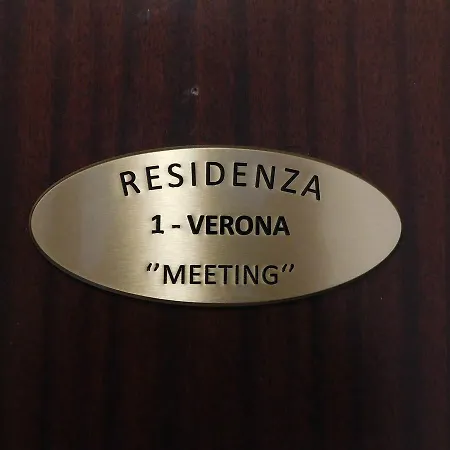 RESIDENZA
1 - VERONA
‘’MEETING‘’